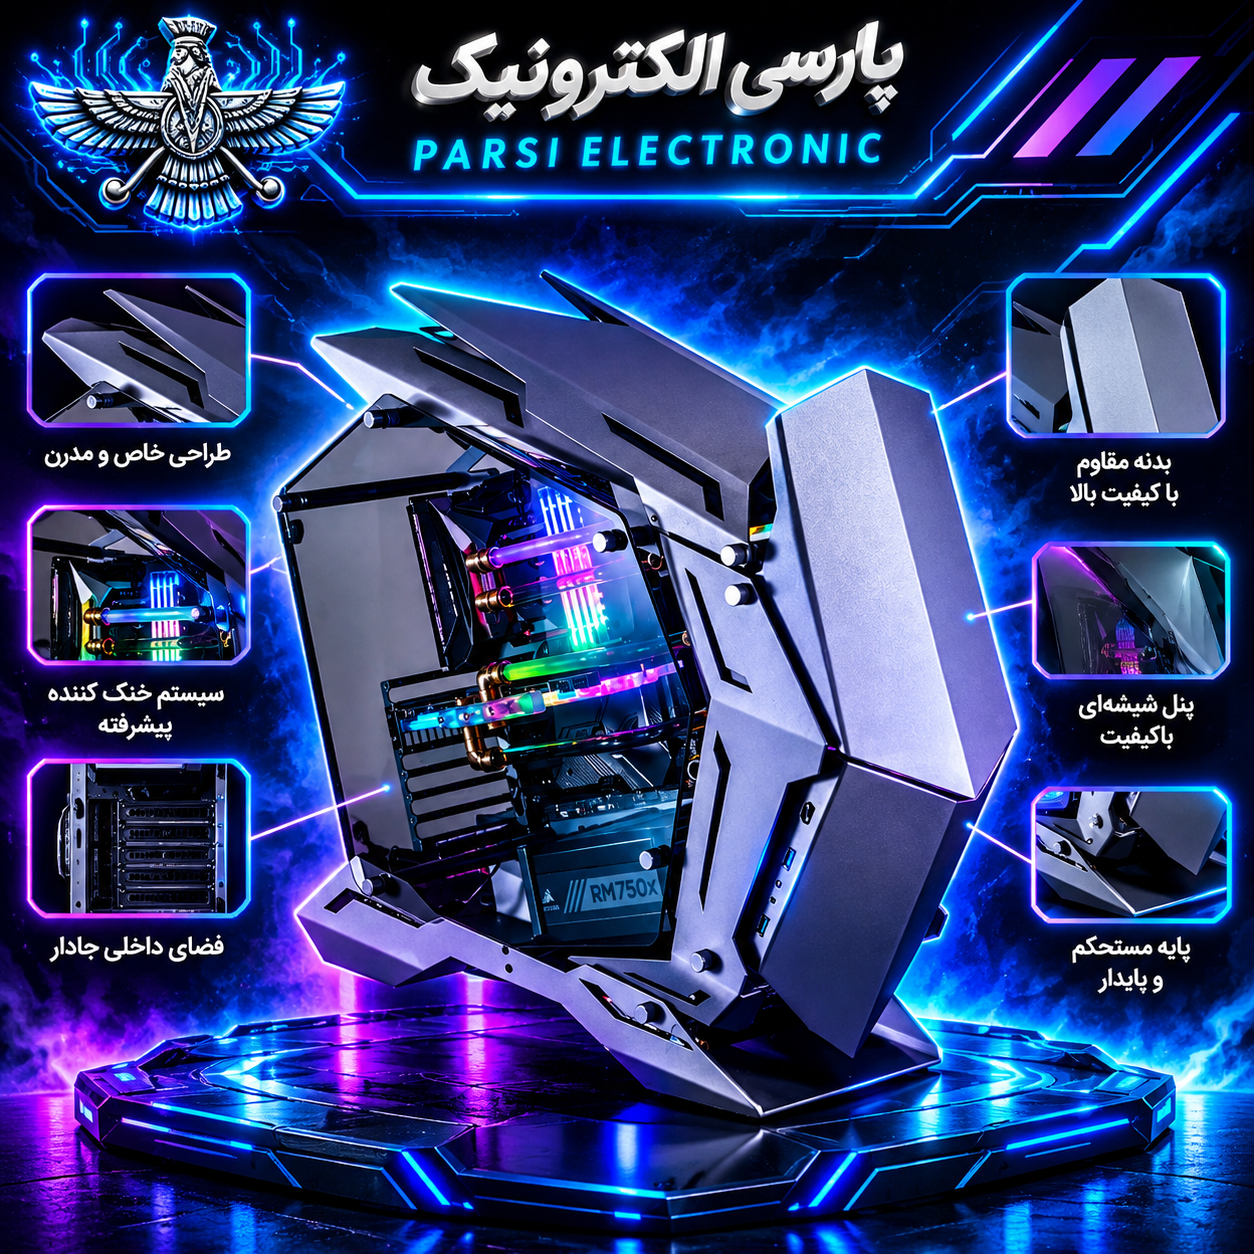 پارسی الکترونیک
PARSI ELECTRONIC
طراحی خاص و مدرن
سیستم خنک کننده
پیشرفته
فضای داخلی جادار
بدنه مقاوم
با کیفیت بالا
پنل شیشه‌ای
باکیفیت
پایه مستحکم
و پایدار
RM750x